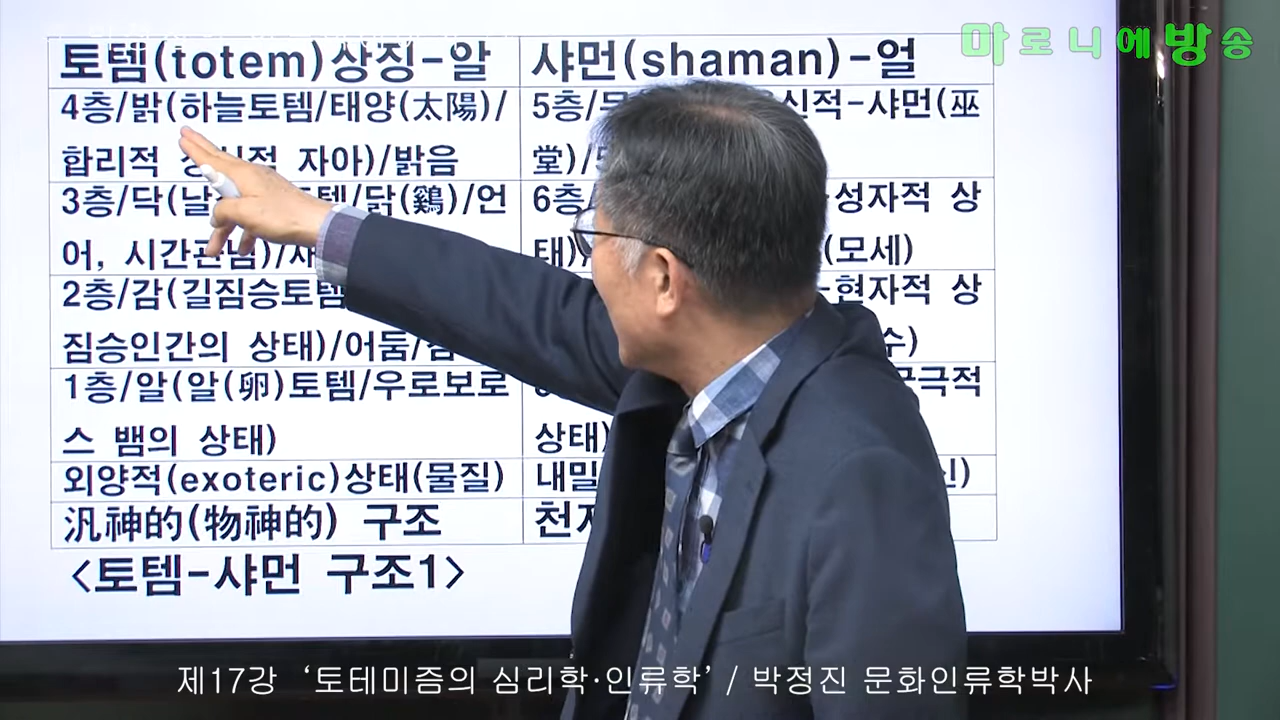 마로니에방송
토템(totem)상징-알
샤먼(shaman)-얼
4층/밝(하늘토템/태양(太陽)/
합리적 자아)/밝음
3층/닥(날 토템/닭(鷄)/언
어, 시간관념)/새
2층/감(길짐승토템
짐승인간의 상태)/어둠/
1층/알(알(卵)토템/우로보로
스 뱀의 상태)
외양적(exoteric)상태(물질)
汎神的(物神的) 구조
5층/ 신적-샤먼(巫
堂)/
6층/ 성자적 상
태) (모세)
-현자적 상
수)
극적
상태)
내밀 신)
천지
<토템-샤먼 구조1>
제17강 ‘토테미즘의 심리학·인류학’ / 박정진 문화인류학박사